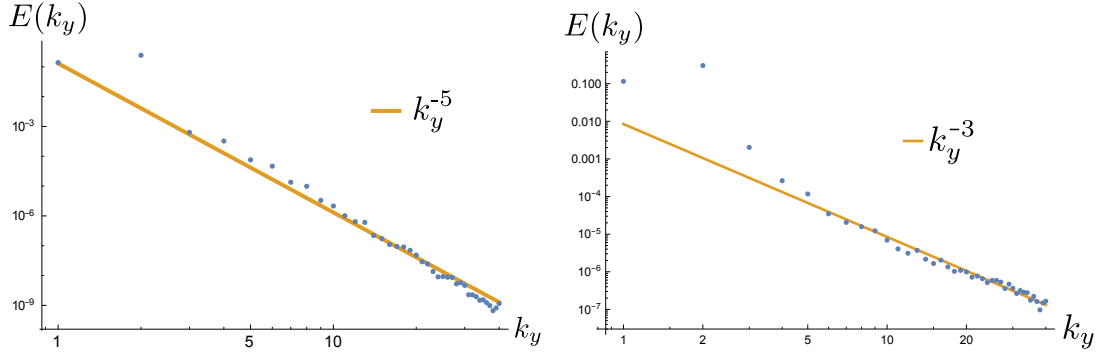 E(k_y)
k_y^{-5}
10^{-3}
10^{-6}
10^{-9}
1 5 10 k_y
E(k_y)
0.100
0.010
k_y^{-3}
0.001
10^{-4}
10^{-5}
10^{-6}
10^{-7}
1 2 5 10 20 k_y